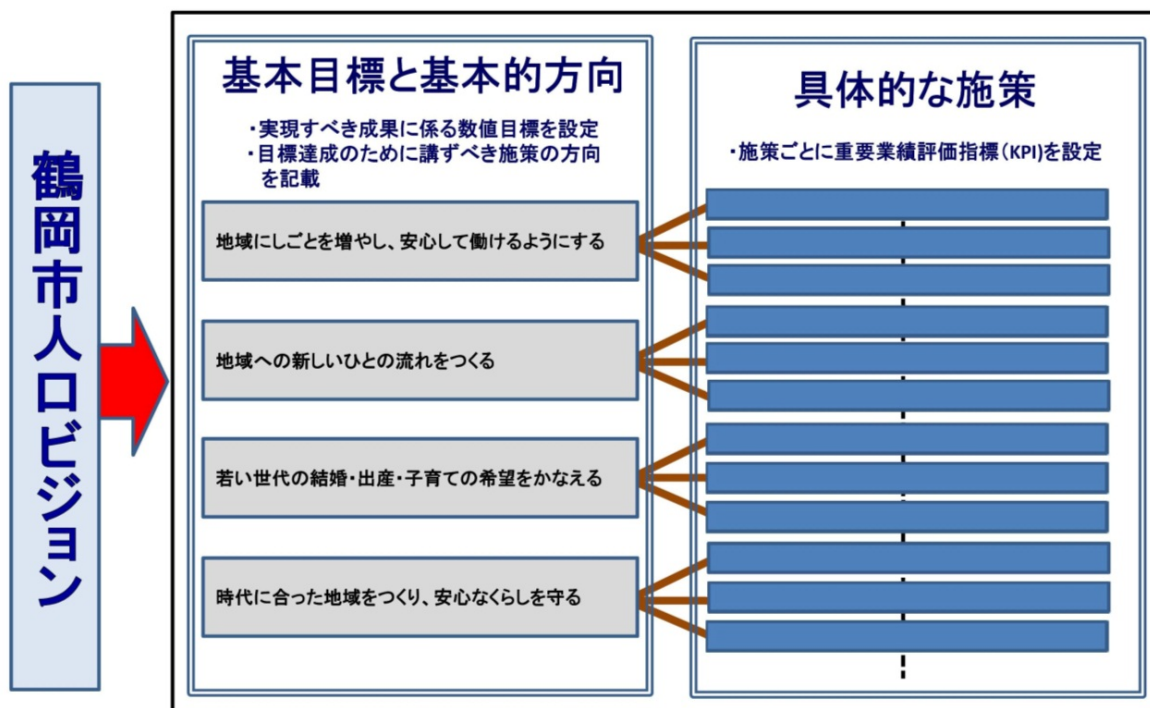 鶴岡市人口ビジョン
基本目標と基本的方向
・実現すべき成果に係る数値目標を設定
・目標達成のために講ずべき施策の方向
を記載
地域にしごとを増やし、安心して働けるようにする
地域への新しいひとの流れをつくる
若い世代の結婚・出産・子育ての希望をかなえる
時代に合った地域をつくり、安心なくらしを守る
具体的な施策
・施策ごとに重要業績評価指標(KPI)を設定